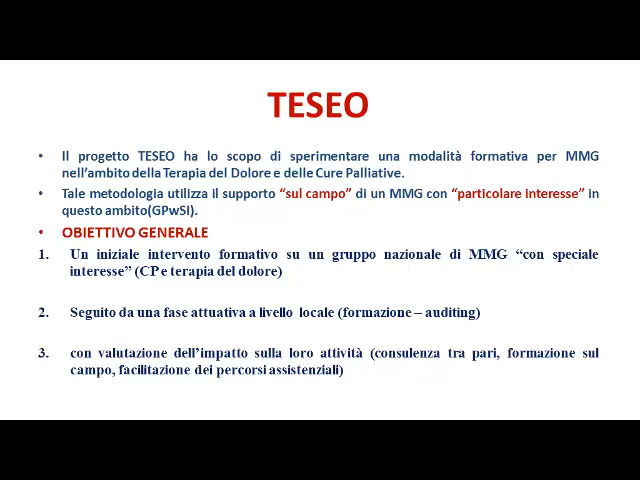 TESEO
• Il progetto TESEO ha lo scopo di sperimentare una modalità formativa per MMG
nell'ambito della Terapia del Dolore e delle Cure Palliative.
• Tale metodologia utilizza il supporto “sul campo” di un MMG con “particolare interesse” in
questo ambito(GPwSI).
• OBIETTIVO GENERALE
1. Un iniziale intervento formativo su un gruppo nazionale di MMG “con speciale
interesse” (CP e terapia del dolore)
2. Seguito da una fase attuativa a livello locale (formazione – auditing)
3. con valutazione dell'impatto sulla loro attività (consulenza tra pari, formazione sul
campo, facilitazione dei percorsi assistenziali)